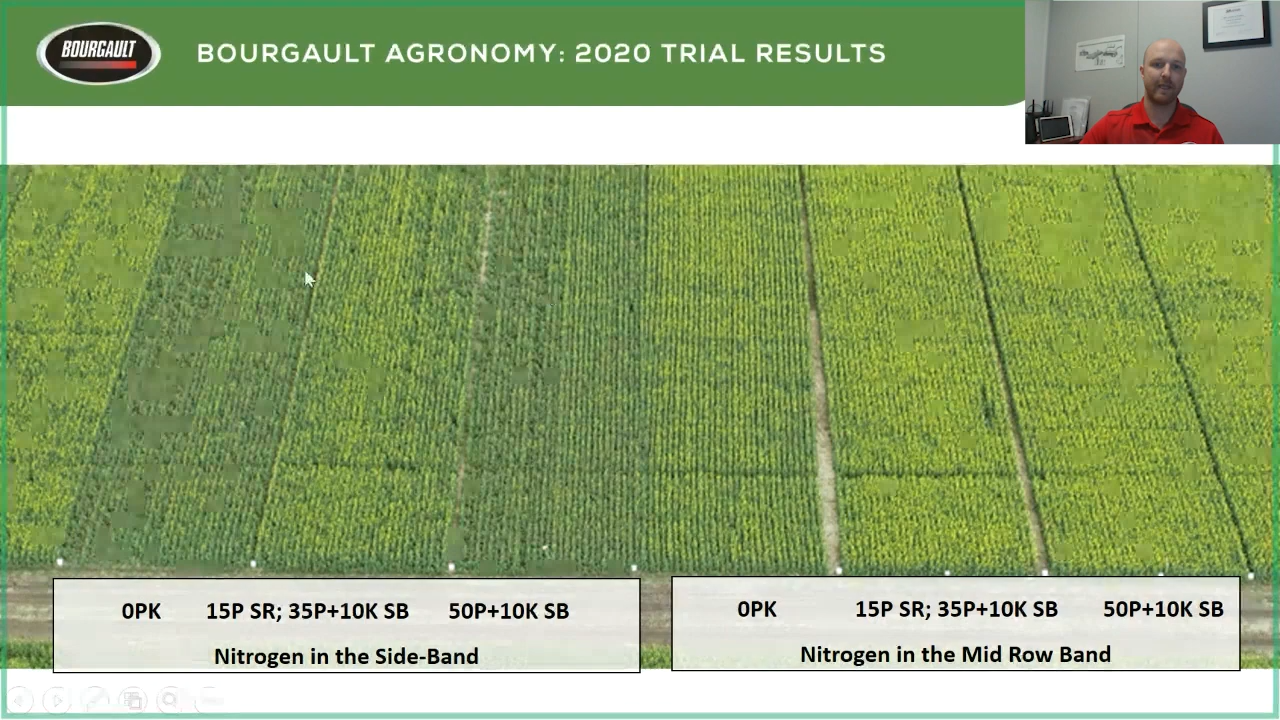 BOURGAULT
BOURGAULT AGRONOMY: 2020 TRIAL RESULTS
0PK 15P SR; 35P+10K SB 50P+10K SB
Nitrogen in the Side-Band
0PK 15P SR; 35P+10K SB 50P+10K SB
Nitrogen in the Mid Row Band